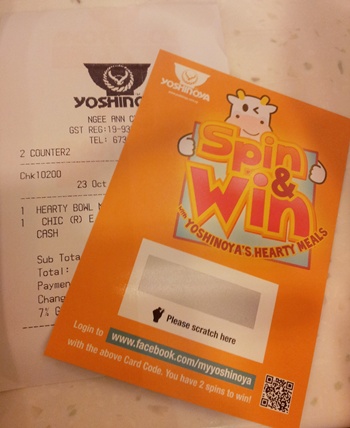 YOSHINOYA
NGEE ANN
GST REG:19-93
TEL: 673
2 COUNTER2
Chk10200
23 Oct
1 HEARTY BOWL
1 CHIC (R)
CASH
Sub Tota
Total:
Paymen
Chang
7% G
YOSHINOYA
Spin
&
Win
YOSHINOYA'S HEARTY MEALS
Please scratch here
Login to www.facebook.com/myyoshinoya
with the above Card Code. You have 2 spins to win!